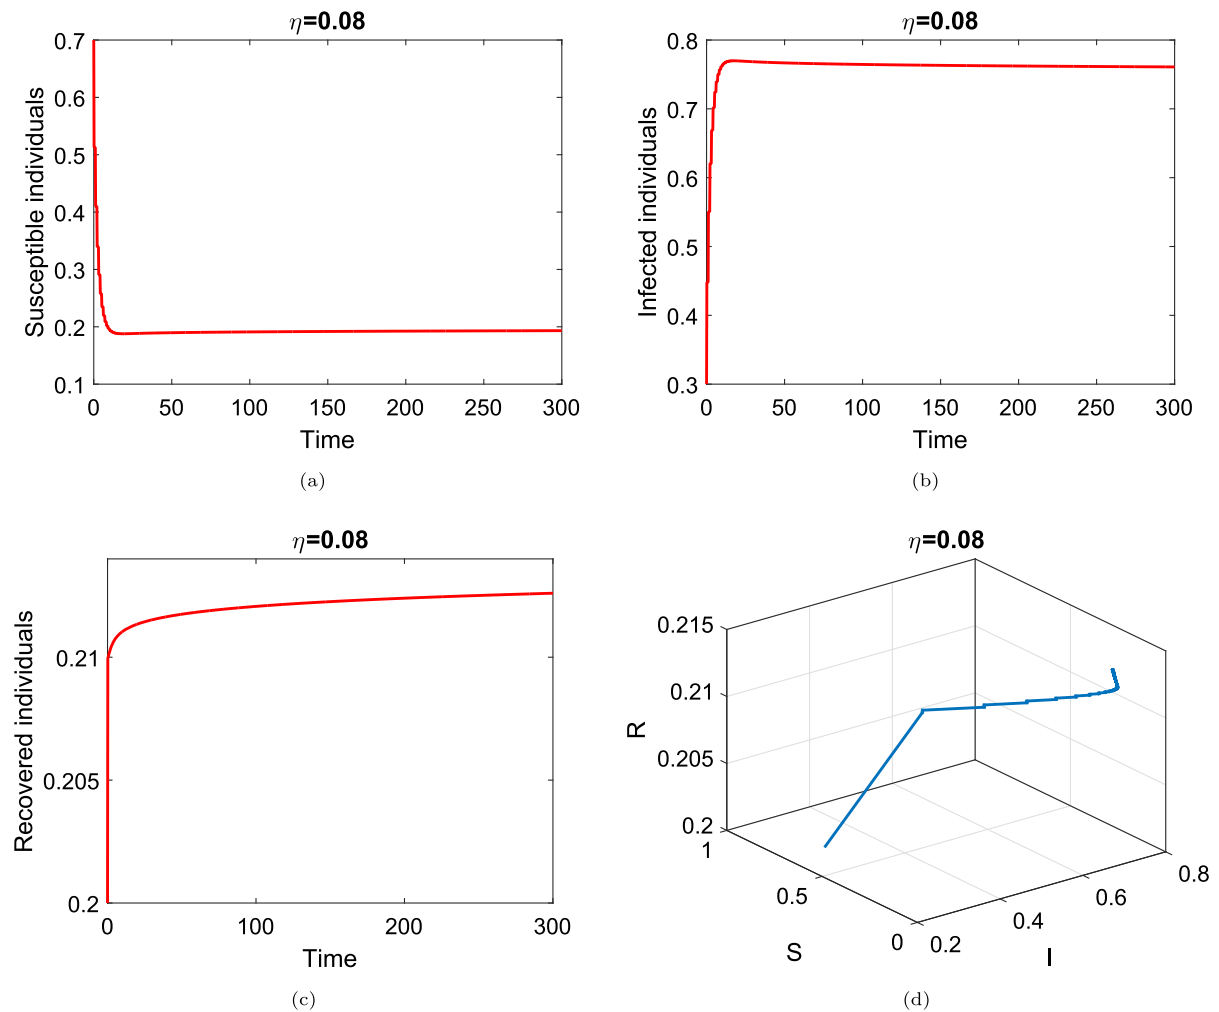 η=0.08
Susceptible individuals
0.7
0.6
0.5
0.4
0.3
0.2
0.1
0 50 100 150 200 250 300
Time
(a)
η=0.08
Infected individuals
0.8
0.7
0.6
0.5
0.4
0.3
0 50 100 150 200 250 300
Time
(b)
η=0.08
Recovered individuals
0.21
0.205
0.2
0 100 200 300
Time
(c)
η=0.08
R
0.215
0.21
0.205
0.2
1
0.5
0
S
0.2
0.4
0.6
0.8
I
(d)